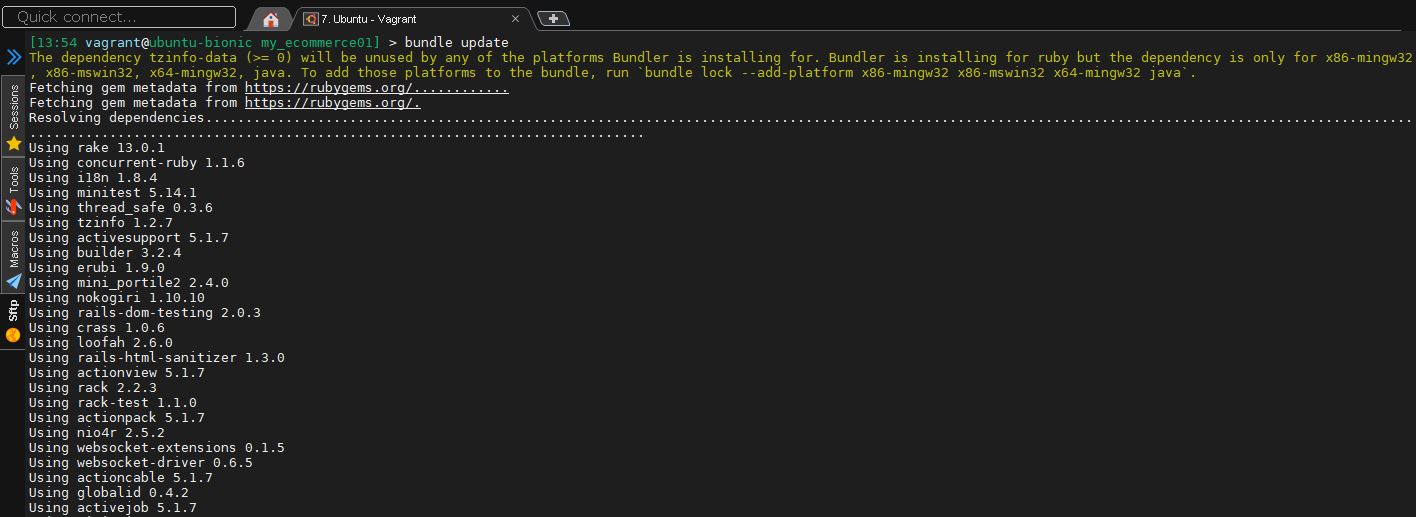 Quick connect...
7. Ubuntu - Vagrant
[13:54 vagrant@ubuntu-bionic my_ecommerce01] > bundle update
The dependency tzinfo-data (>= 0) will be unused by any of the platforms Bundler is installing for. Bundler is installing for ruby but the dependency is only for x86-mingw32
, x86-mswin32, x64-mingw32, java. To add those platforms to the bundle, run `bundle lock --add-platform x86-mingw32 x86-mswin32 x64-mingw32 java`.
Fetching gem metadata from https://rubygems.org/............
Fetching gem metadata from https://rubygems.org/.
Resolving dependencies.......................................................................................................................................................
.............................................................................
Using rake 13.0.1
Using concurrent-ruby 1.1.6
Using i18n 1.8.4
Using minitest 5.14.1
Using thread_safe 0.3.6
Using tzinfo 1.2.7
Using activesupport 5.1.7
Using builder 3.2.4
Using erubi 1.9.0
Using mini_portile2 2.4.0
Using nokogiri 1.10.10
Using rails-dom-testing 2.0.3
Using crass 1.0.6
Using loofah 2.6.0
Using rails-html-sanitizer 1.3.0
Using actionview 5.1.7
Using rack 2.2.3
Using rack-test 1.1.0
Using actionpack 5.1.7
Using nio4r 2.5.2
Using websocket-extensions 0.1.5
Using websocket-driver 0.6.5
Using actioncable 5.1.7
Using globalid 0.4.2
Using activejob 5.1.7
Sessions
Tools
Macros
Sftp